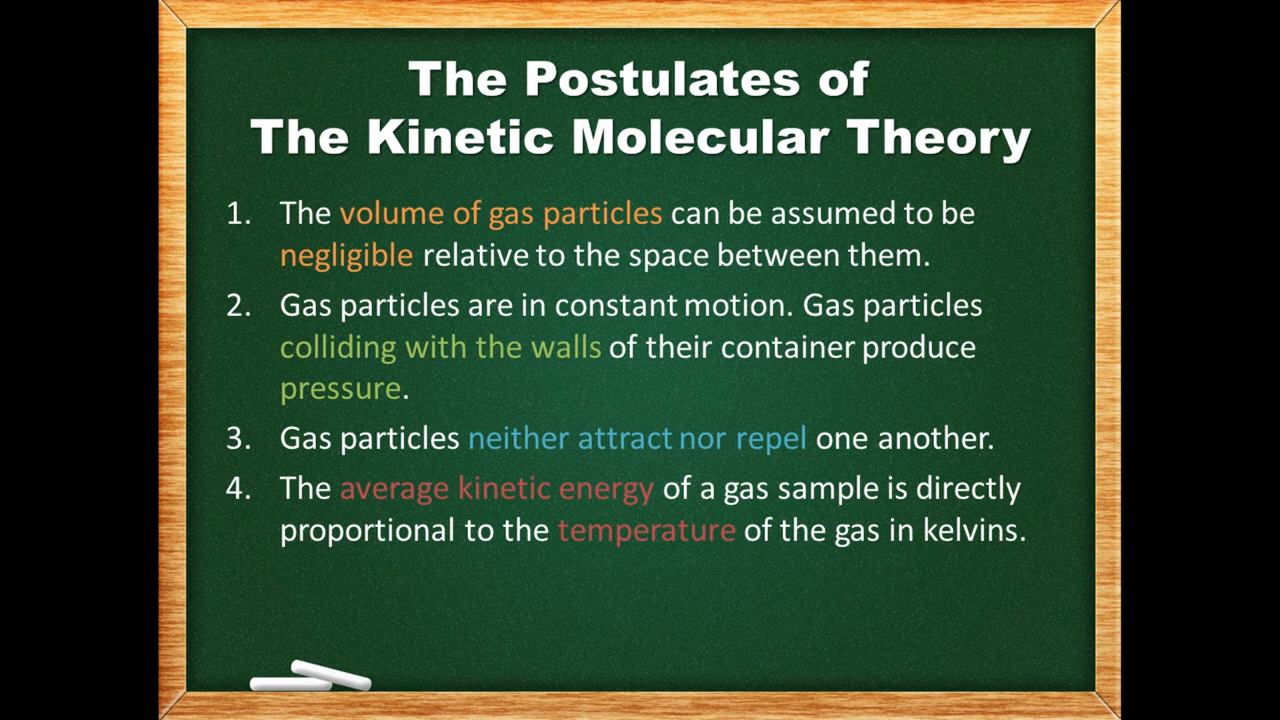 The Postulates of
The Kinetic Molecular Theory
1. The volume of gas particles can be assumed to be
negligible relative to the space between them.
2. Gas particles are in constant motion. Gas particles
colliding with the walls of their container produce
pressure.
3. Gas particles neither attract nor repel one another.
4. The average kinetic energy of a gas sample is directly
proportional to the temperature of the gas in kelvins.